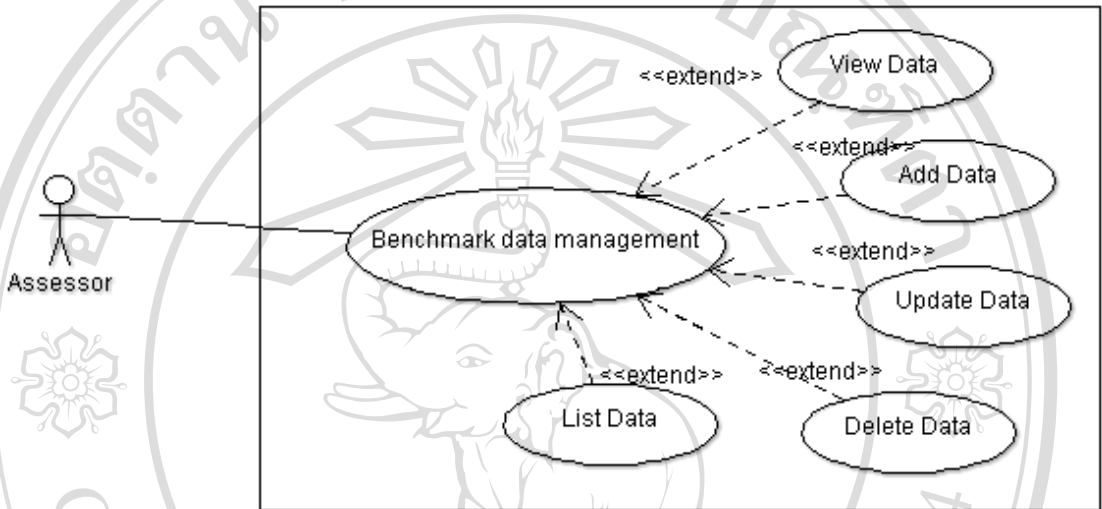 View Data
<<extend>>
<<extend>>
Add Data
Benchmark data management
<<extend>>
Assessor
Update Data
<<extend>>
<<extend>>
List Data
Delete Data